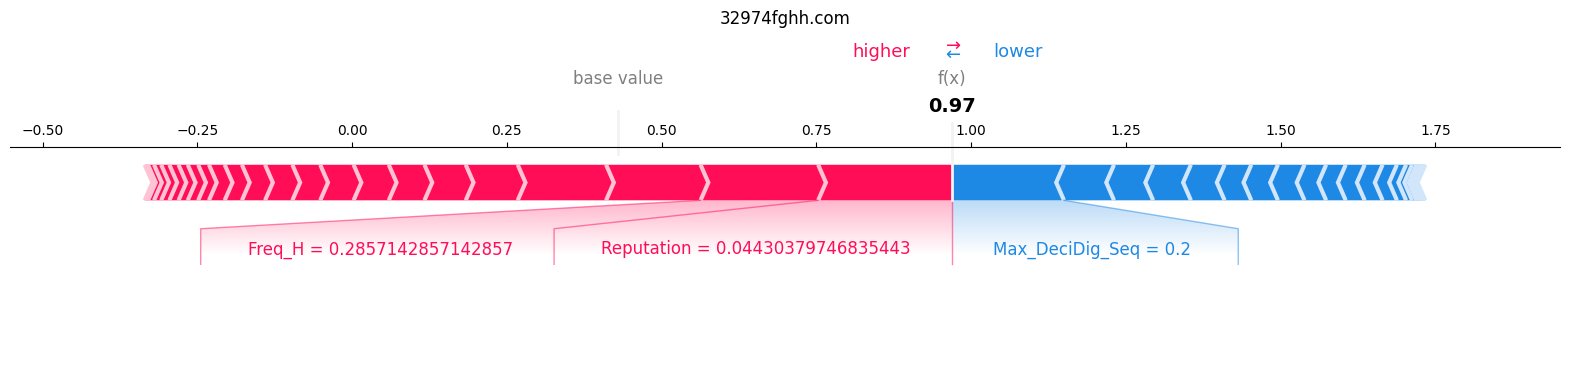 32974fghh.com
higher ⇄ lower
base value f(x)
0.97
−0.50 −0.25 0.00 0.25 0.50 0.75 1.00 1.25 1.50 1.75
Freq_H = 0.2857142857142857 Reputation = 0.04430379746835443 Max_DeciDig_Seq = 0.2